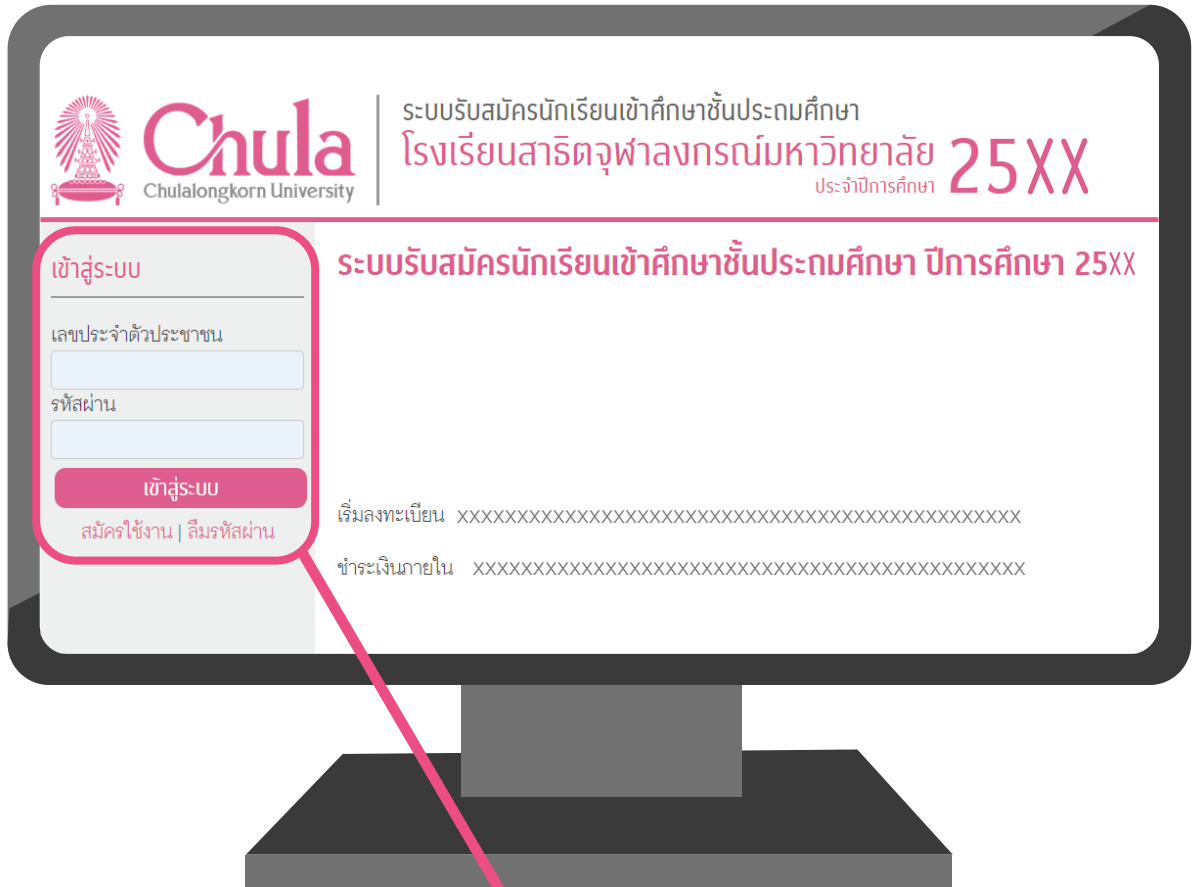 Chula
Chulalongkorn University
ระบบรับสมัครนักเรียนเข้าศึกษาชั้นประถมศึกษา
โรงเรียนสาธิตจุฬาลงกรณ์มหาวิทยาลัย 25XX
ประจำปีการศึกษา
เข้าสู่ระบบ
เลขประจำตัวประชาชน
รหัสผ่าน
เข้าสู่ระบบ
สมัครใช้งาน | ลืมรหัสผ่าน
ระบบรับสมัครนักเรียนเข้าศึกษาชั้นประถมศึกษา ปีการศึกษา 25XX
เริ่มลงทะเบียน XXXXXXXXXXXXXXXXXXXXXXXXXXXXXXXXXXXXXXXXXXX
ชำระเงินภายใน XXXXXXXXXXXXXXXXXXXXXXXXXXXXXXXXXXXXXXXXXX